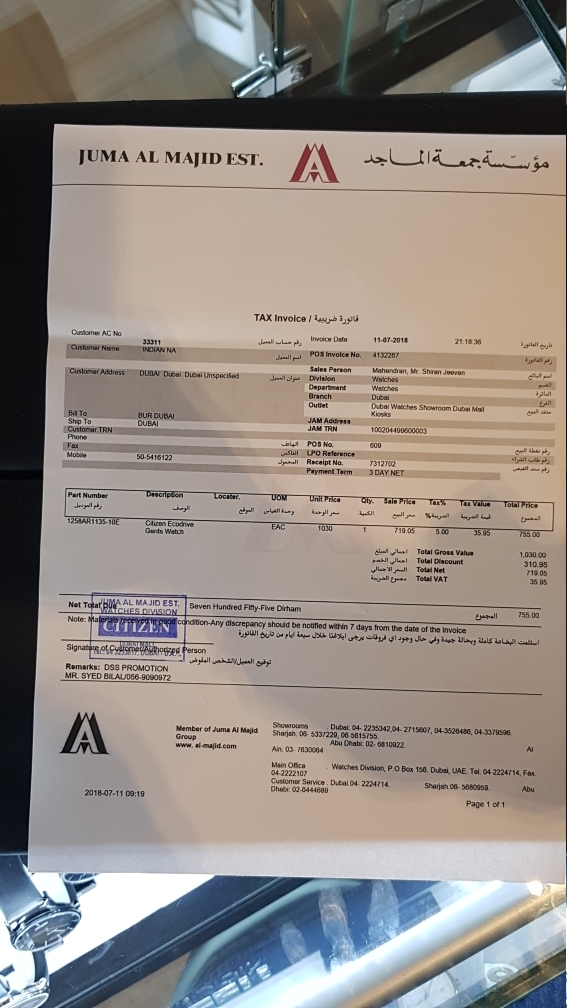 JUMA AL MAJID EST. مؤسسة جمعة الماجد
TAX Invoice / فاتورة ضريبية
Customer AC No 33311 رقم حساب العميل
Customer Name INDIAN NA اسم العميل
Customer Address DUBAI Dubai Dubai Unspecified عنوان العميل
Bill To BUR DUBAI
Ship To DUBAI
Customer TRN
Phone الهاتف
Fax الفاكس
Mobile 50-5416122 المحمول
Invoice Date 11-07-2018 21:18:36 تاريخ الفاتورة
POS Invoice No. 4132267 رقم الفاتورة
Sales Person Mahendran, Mr. Shiran Jeevan اسم البائع
Division Watches القسم
Department Watches الدائرة
Branch Dubai الفرع
Outlet Dubai Watches Showroom Dubai Mall منفذ البيع
Kiosks
JAM Address
JAM TRN 100204499600003
POS No. 609 رقم نقطة البيع
LPO Reference رقم طلب الشراء
Receipt No. 7312702 رقم سند القبض
Payment Term 3 DAY NET
Part Number Description Locater. UOM Unit Price Qty. Sale Price Tax% Tax Value Total Price
رقم الموديل الوصف الموقع وحدة القياس سعر الوحدة الكمية سعر البيع الضريبة% قيمة الضريبة المجموع
1258AR1135-10E Citizen Ecodrive EAC 1030 1 719.05 5.00 35.95 755.00
Gents Watch
اجمالي المبلغ Total Gross Value 1,030.00
اجمالي الخصم Total Discount 310.95
السعر الاجمالي Total Net 719.05
مجموع الضريبة Total VAT 35.95
JUMA AL MAJID EST.
WATCHES DIVISION
CITIZEN
Net Total Due Seven Hundred Fifty-Five Dirham المجموع 755.00
Note: Materials received in good condition-Any discrepancy should be notified within 7 days from the date of the Invoice
استلمت البضاعة كاملة وبحالة جيدة وفي حال وجود اي فروقات يرجى ابلاغنا خلال سبعة ايام من تاريخ الفاتورة
Signature of Customer/Authorized Person توقيع العميل/الشخص المفوض
Remarks: DSS PROMOTION
MR. SYED BILAL/056-9090972
Member of Juma Al Majid
Group
www. al-majid.com
Showrooms : Dubai: 04- 2235342,04- 2715607, 04-3526486, 04-3379596.
Sharjah: 06- 5337229, 06-5615755.
Abu Dhabi: 02- 6810922. Al
Ain: 03- 7630064
Main Office : Watches Division, P.O Box 156. Dubai, UAE. Tel: 04-2224714, Fax.
04-2222107
Customer Service : Dubai 04- 2224714. Sharjah:06- 5680959. Abu
Dhabi: 02-6444689
2018-07-11 09:19
Page 1 of 1